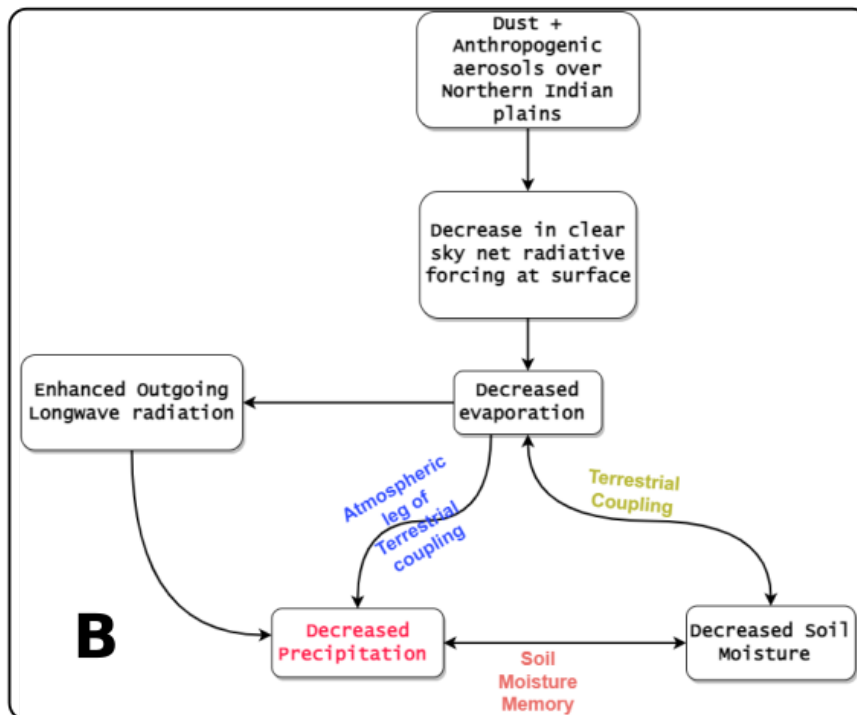 Dust +
Anthropogenic
aerosols over
Northern Indian
plains
Decrease in clear
sky net radiative
forcing at surface
Enhanced Outgoing
Longwave radiation
Decreased
evaporation
Atmospheric
leg of
Terrestrial
coupling
Terrestrial
Coupling
B
Decreased
Precipitation
Soil
Moisture
Memory
Decreased Soil
Moisture